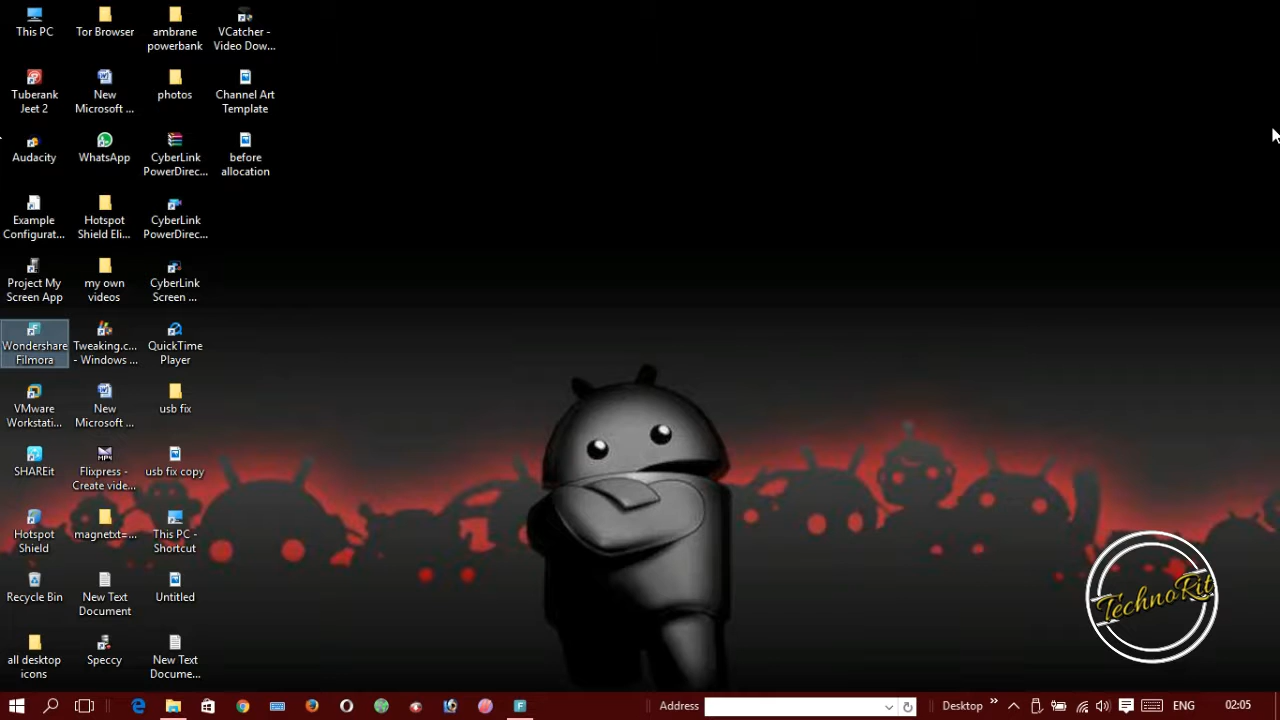 This PC
Tor Browser
ambrane
powerbank
VCatcher -
Video Dow...
Tuberank
Jeet 2
New
Microsoft ...
photos
Channel Art
Template
Audacity
WhatsApp
CyberLink
PowerDirec...
before
allocation
Example
Configurat...
Hotspot
Shield Eli...
CyberLink
PowerDirec...
Project My
Screen App
my own
videos
CyberLink
Screen ...
Wondershare
Filmora
Tweaking.c...
- Windows ...
QuickTime
Player
VMware
Workstati...
New
Microsoft ...
usb fix
SHAREit
Flixpress -
Create vide...
usb fix copy
Hotspot
Shield
magnetxt=...
This PC -
Shortcut
Recycle Bin
New Text
Document
Untitled
all desktop
icons
Speccy
New Text
Docume...
TechnoRit
Address
Desktop
ENG
02:05